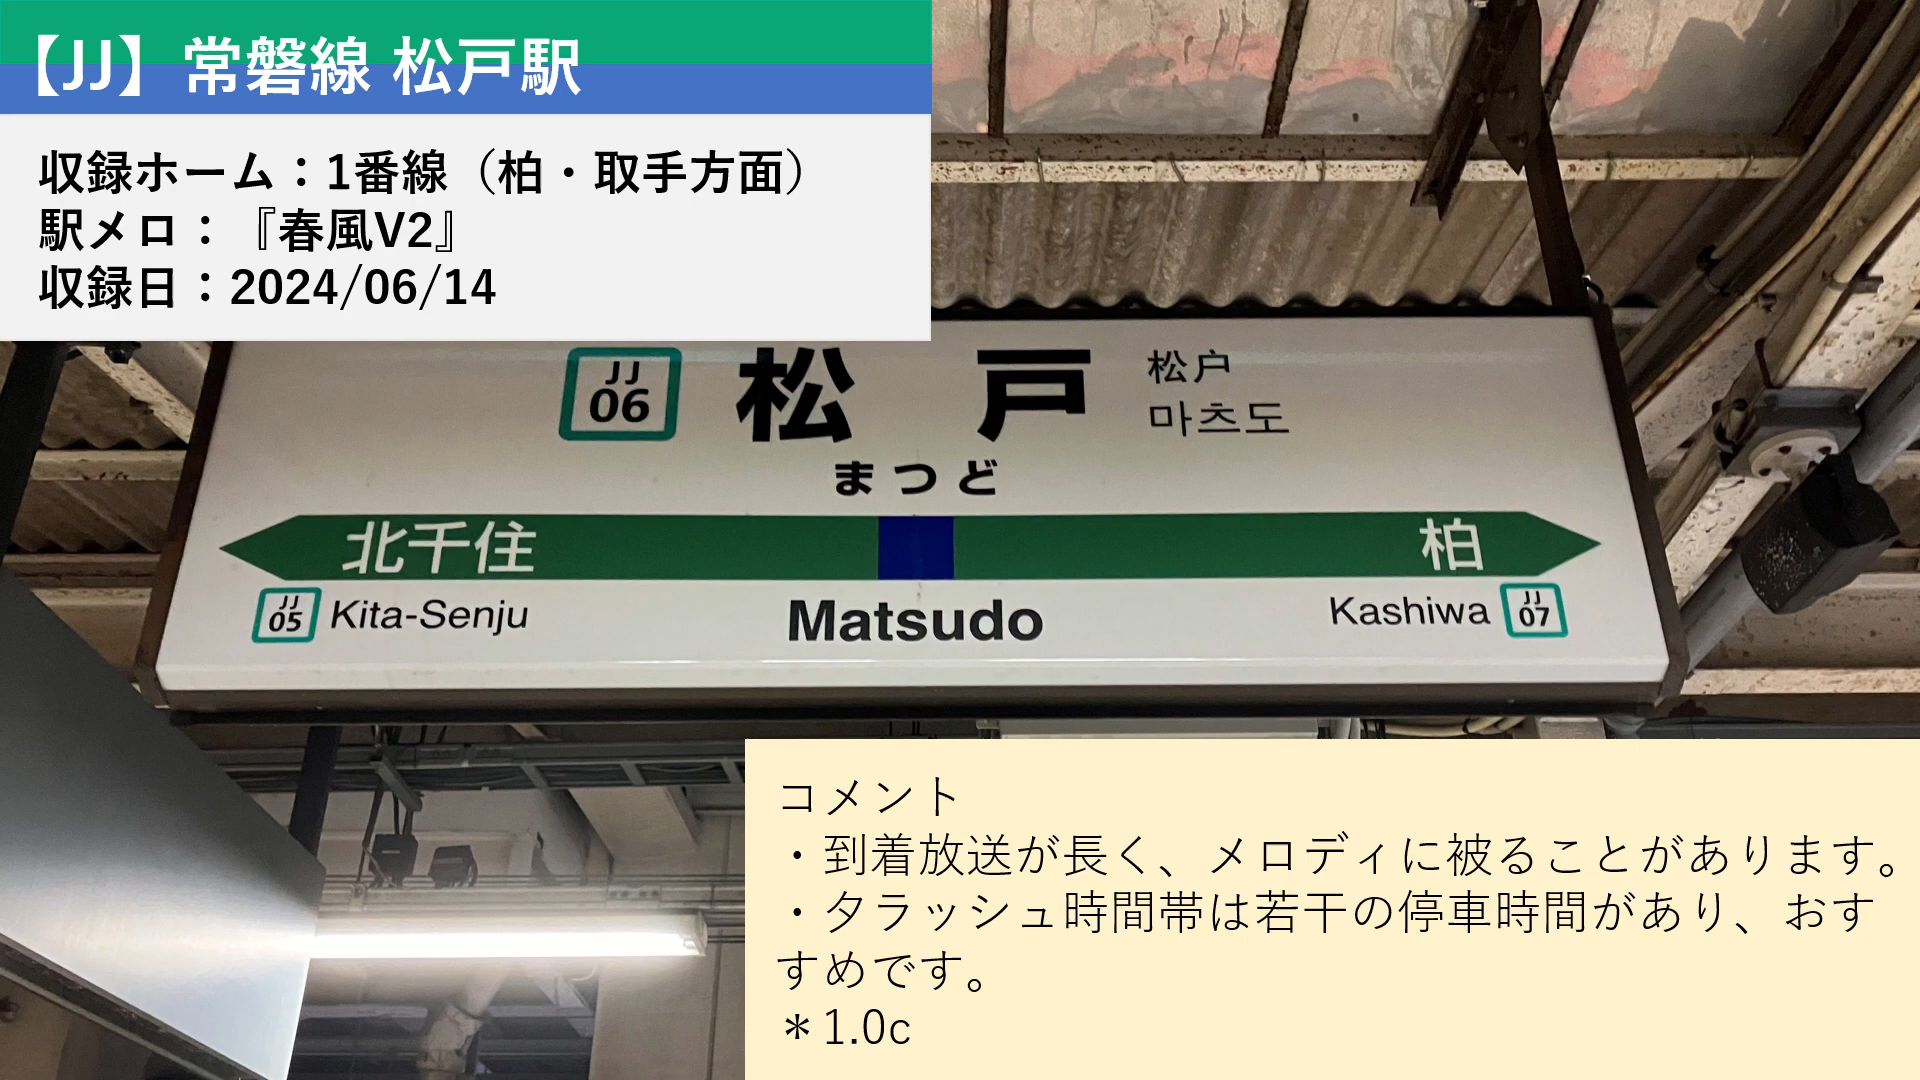 【JJ】常磐線 松戸駅
収録ホーム：1番線（柏・取手方面）
駅メロ：『春風V2』
収録日：2024/06/14
JJ
06
松戸
松户
마츠도
まつど
北千住
柏
JJ
05
Kita-Senju
Matsudo
Kashiwa
JJ
07
コメント
・到着放送が長く、メロディに被ることがあります。
・夕ラッシュ時間帯は若干の停車時間があり、おす
すめです。
＊1.0c